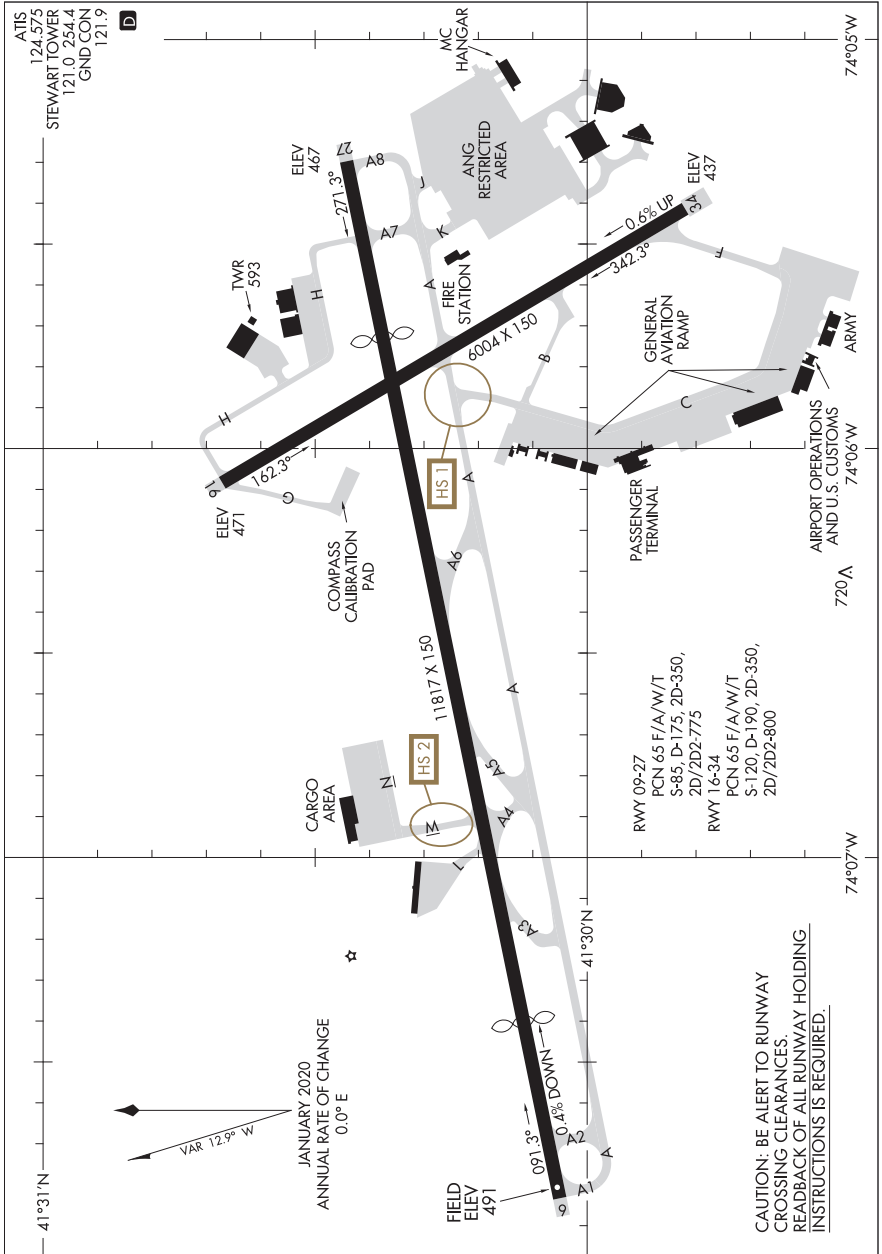 ATIS
124.575
STEWART TOWER
121.0 254.4
GND CON
121.9
D
41°31'N
JANUARY 2020
ANNUAL RATE OF CHANGE
0.0° E
VAR 12.9° W
FIELD
ELEV
491
9
091.3°
0.4% DOWN
A1
A2
A
A3
A4
A5
A
A6
A
A
A7
A8
J
K
L
M
N
CARGO
AREA
HS 2
11817 X 150
COMPASS
CALIBRATION
PAD
ELEV
471
16
162.3°
G
H
H
TWR
593
ELEV
467
27
271.3°
HS 1
FIRE
STATION
6004 X 150
B
ANG
RESTRICTED
AREA
MC
HANGAR
0.6% UP
342.3°
34
ELEV
437
F
GENERAL
AVIATION
RAMP
C
PASSENGER
TERMINAL
AIRPORT OPERATIONS
AND U.S. CUSTOMS
ARMY
720
41°30'N
RWY 09-27
PCN 65 F/A/W/T
S-85, D-175, 2D-350,
2D/2D2-775
RWY 16-34
PCN 65 F/A/W/T
S-120, D-190, 2D-350,
2D/2D2-800
CAUTION: BE ALERT TO RUNWAY
CROSSING CLEARANCES.
READBACK OF ALL RUNWAY HOLDING
INSTRUCTIONS IS REQUIRED.
74°07'W
74°06'W
74°05'W